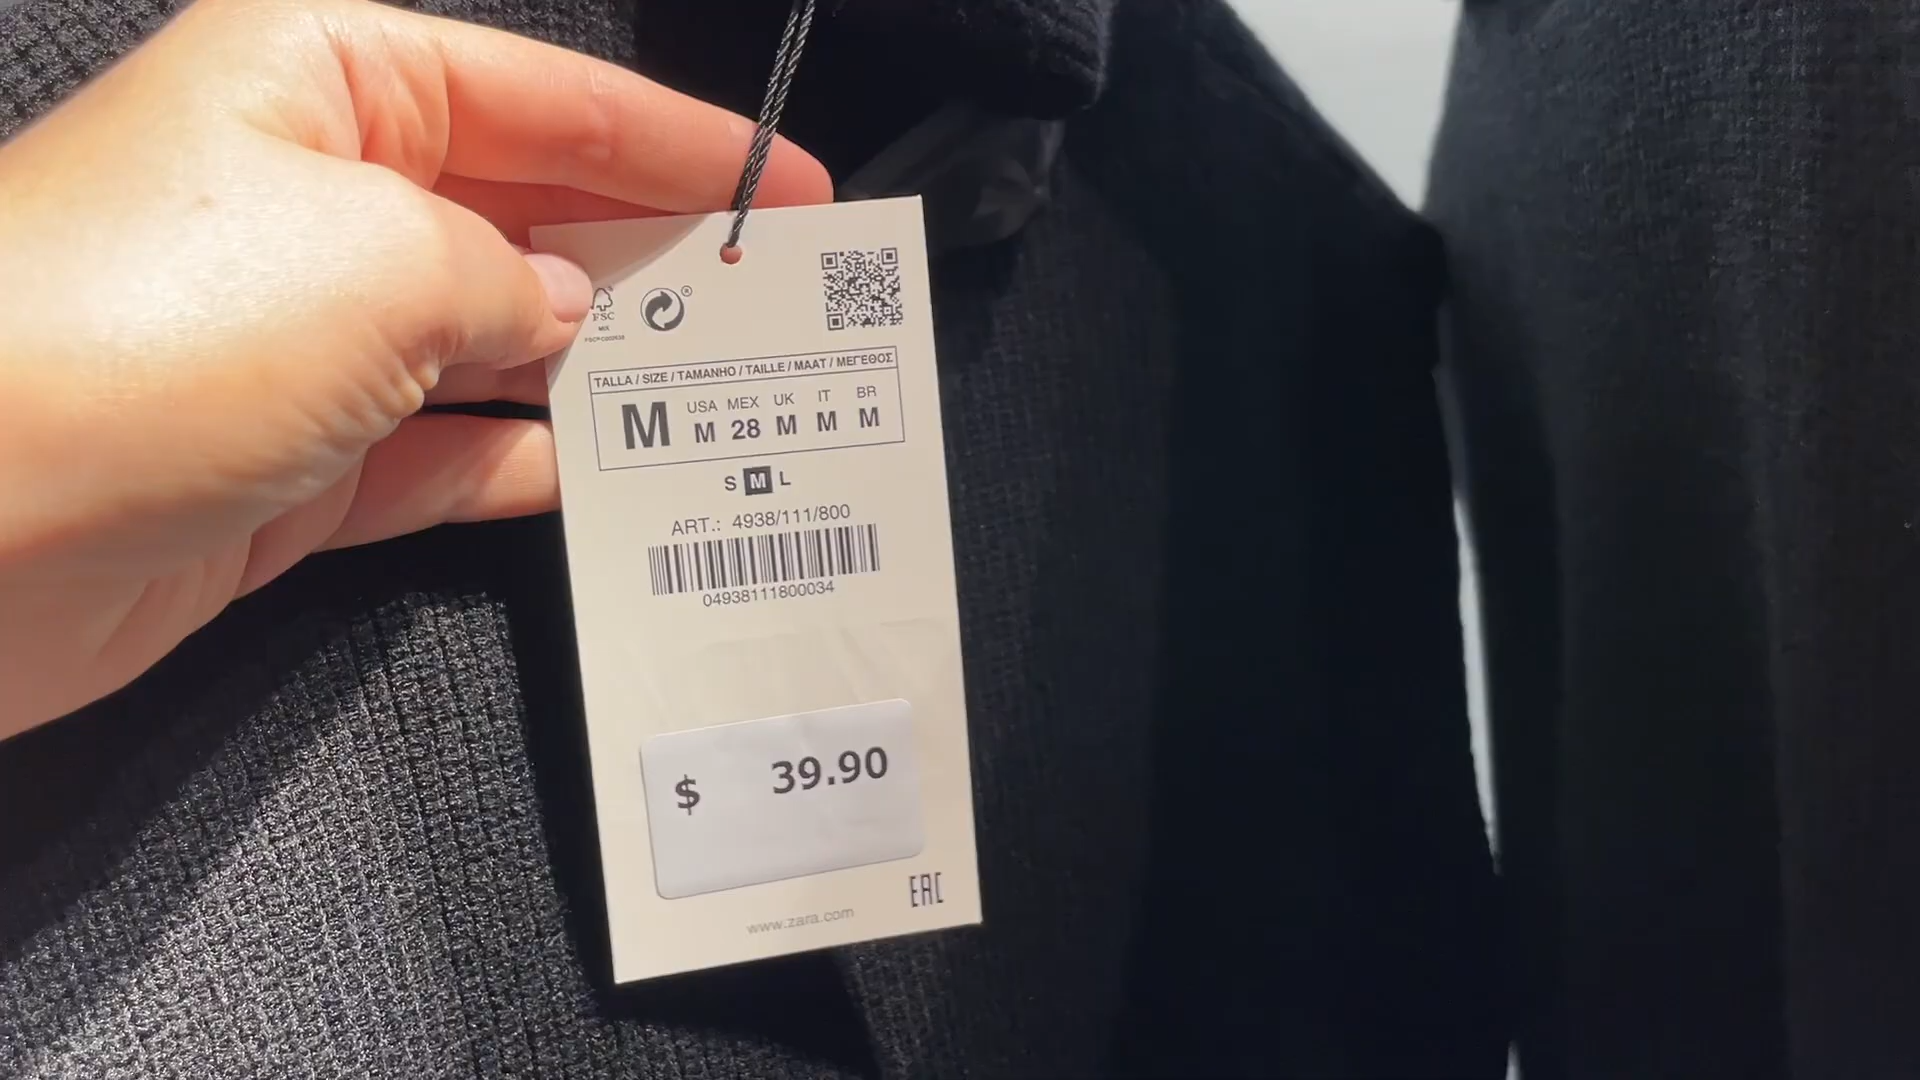 FSC
MIX
®
TALLA / SIZE / TAMANHO / TAILLE / MAAT / ΜΕΓΕΘΟΣ
M
USA MEX UK IT BR
M 28 M M M
S M L
ART.: 4938/111/800
04938111800034
$ 39.90
EAC
www.zara.com